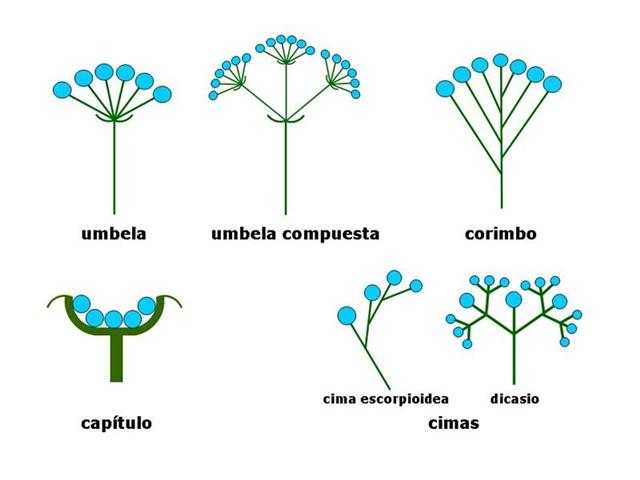 umbela
umbela compuesta
corimbo
capítulo
cima escorpioidea
dicasio
cimas